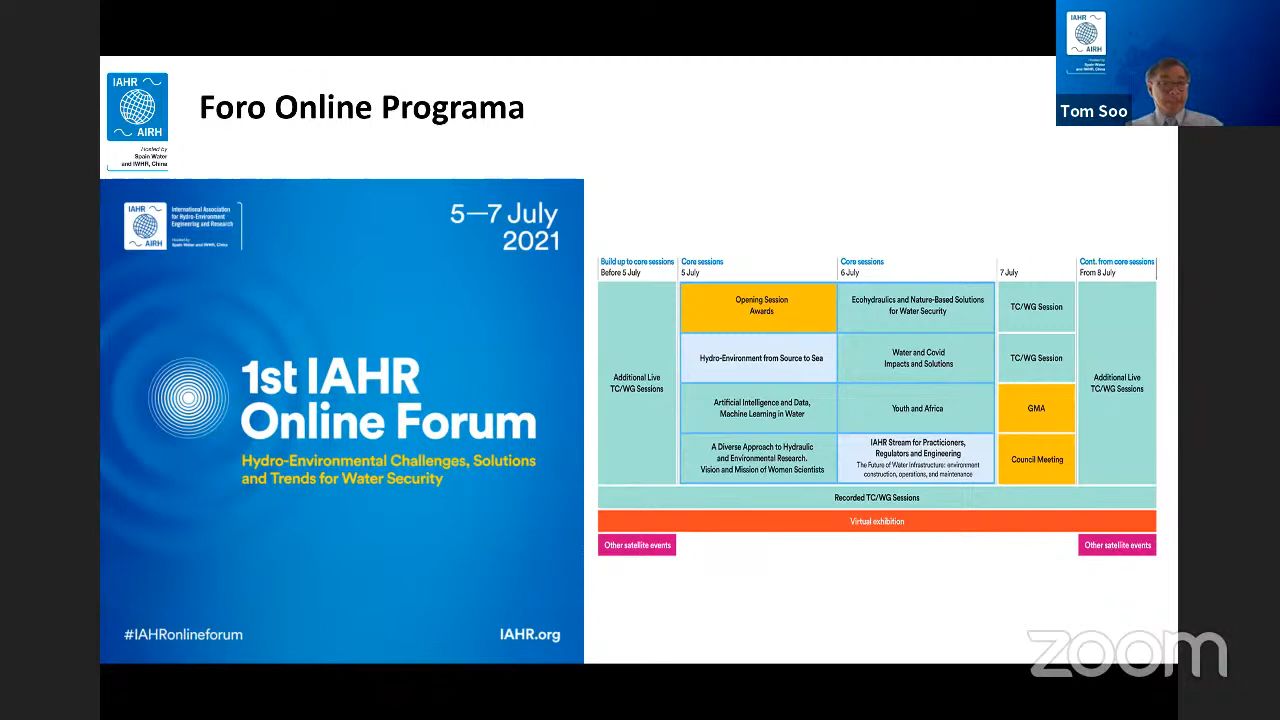 IAHR
AIRH
Hosted by
Spain Water
and IWHR, China
Foro Online Programa
IAHR
AIRH
Hosted by
Spain Water
and IWHR, China
Tom Soo
IAHR
AIRH
International Association
for Hydro-Environment
Engineering and Research
Hosted by
Spain Water and IWHR, China
5—7 July
2021
1st IAHR
Online Forum
Hydro-Environmental Challenges, Solutions
and Trends for Water Security
#IAHRonlineforum
IAHR.org
Build up to core sessions
Before 5 July
Core sessions
5 July
Core sessions
6 July
7 July
Cont. from core sessions
From 8 July
Additional Live
TC/WG Sessions
Opening Session
Awards
Hydro-Environment from Source to Sea
Artificial Intelligence and Data,
Machine Learning in Water
A Diverse Approach to Hydraulic
and Environmental Research.
Vision and Mission of Women Scientists
Ecohydraulics and Nature-Based Solutions
for Water Security
Water and Covid
Impacts and Solutions
Youth and Africa
IAHR Stream for Practicioners,
Regulators and Engineering
The Future of Water Infrastructure: environment
construction, operations, and maintenance
TC/WG Session
TC/WG Session
GMA
Council Meeting
Additional Live
TC/WG Sessions
Recorded TC/WG Sessions
Virtual exhibition
Other satellite events
Other satellite events
zoom